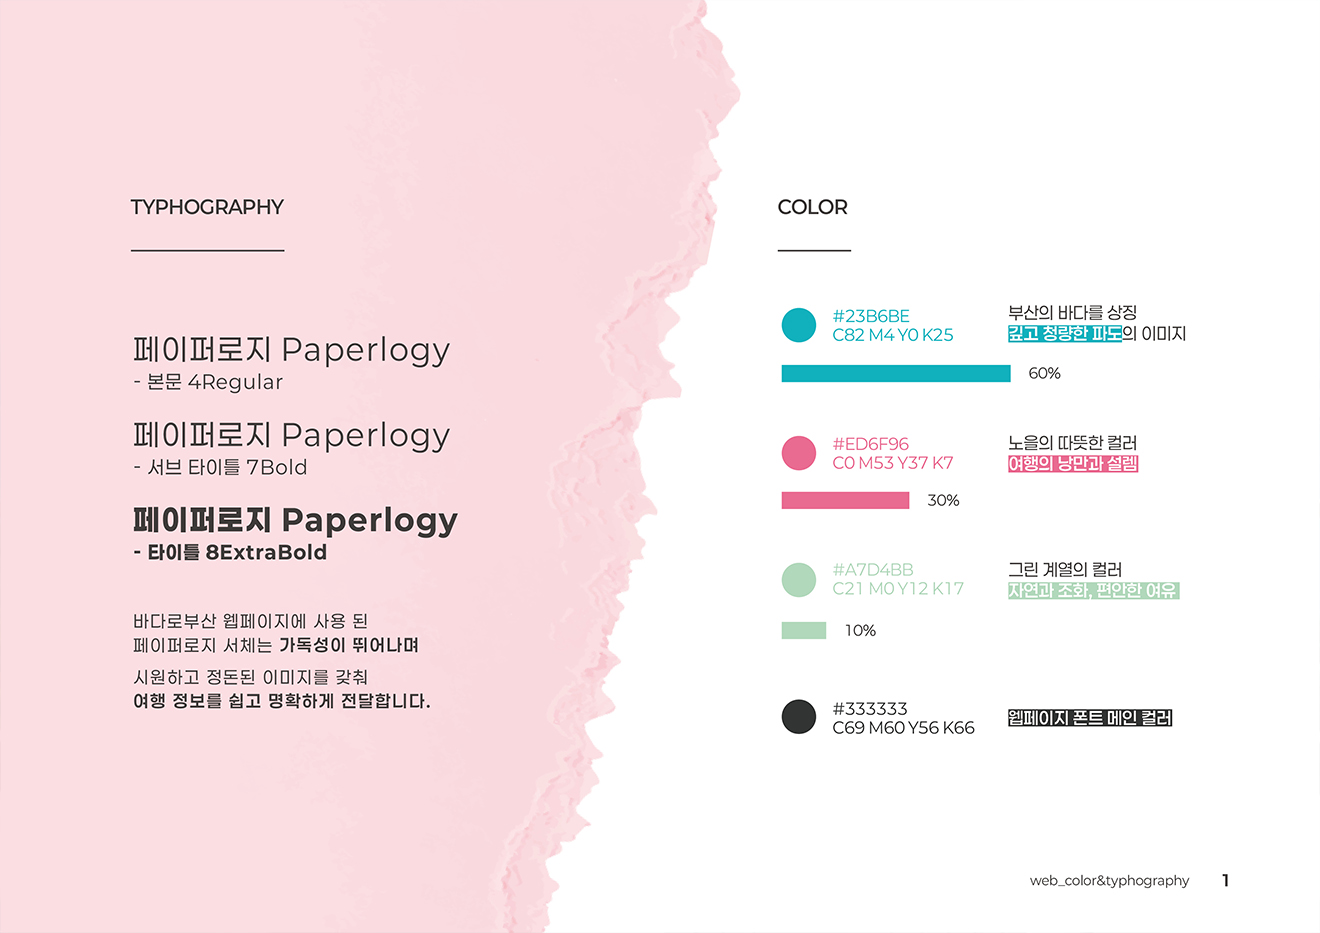 TYPHOGRAPHY
페이퍼로지 Paperlogy
- 본문 4Regular
페이퍼로지 Paperlogy
- 서브 타이틀 7Bold
페이퍼로지 Paperlogy
- 타이틀 8ExtraBold
바다로부산 웹페이지에 사용 된
페이퍼로지 서체는 가독성이 뛰어나며
시원하고 정돈된 이미지를 갖춰
여행 정보를 쉽고 명확하게 전달합니다.
COLOR
#23B6BE
C82 M4 Y0 K25
부산의 바다를 상징
깊고 청량한 파도의 이미지
60%
#ED6F96
C0 M53 Y37 K7
노을의 따뜻한 컬러
여행의 낭만과 설렘
30%
#A7D4BB
C21 M0 Y12 K17
그린 계열의 컬러
자연과 조화, 편안한 여유
10%
#333333
C69 M60 Y56 K66
웹페이지 폰트 메인 컬러
web_color&typhography 1